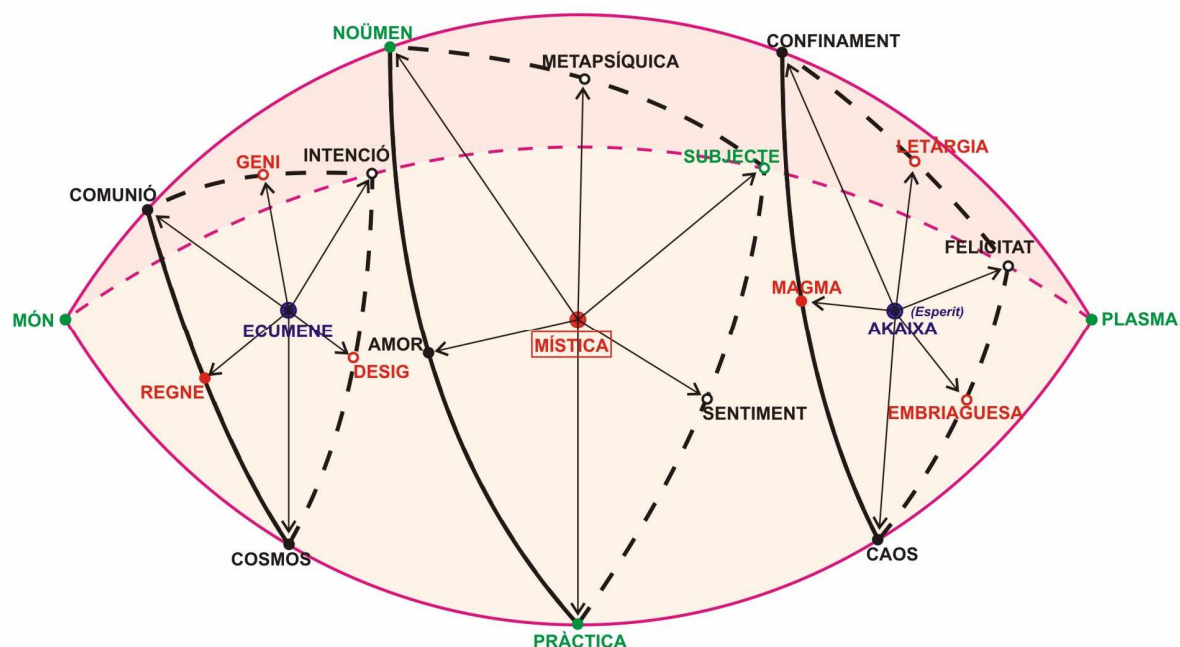 NOÜMEN
CONFINAMENT
METAPSÍQUICA
GENI
INTENCIÓ
SUBJECTE
LETARGIA
COMUNIÓ
FELICITAT
MAGMA
(Esperit)
MÓN
ECUMENE
AMOR
MÍSTICA
AKAIXA
PLASMA
REGNE
DESIG
SENTIMENT
EMBRIAGUESA
COSMOS
CAOS
PRÀCTICA